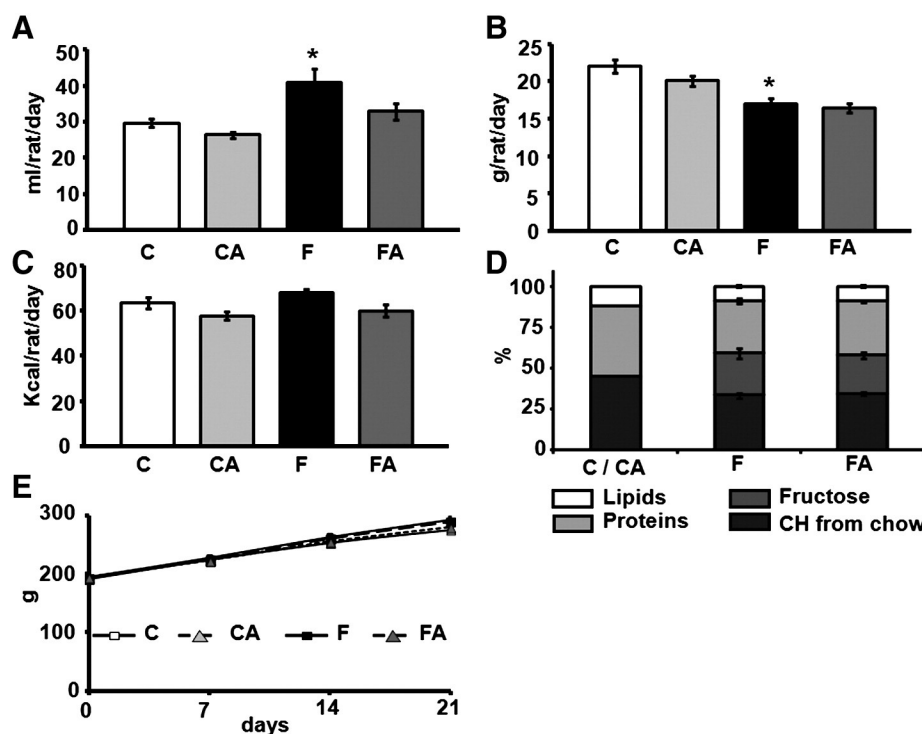 A
50
40
30
20
10
0
ml/rat/day
*
C CA F FA
B
25
20
15
10
5
0
g/rat/day
*
C CA F FA
C
80
60
40
20
0
Kcal/rat/day
C CA F FA
D
100
75
50
25
0
%
C / CA F FA
Lipids Fructose
Proteins CH from chow
E
300
200
100
0
g
C CA F FA
0 7 14 21
days